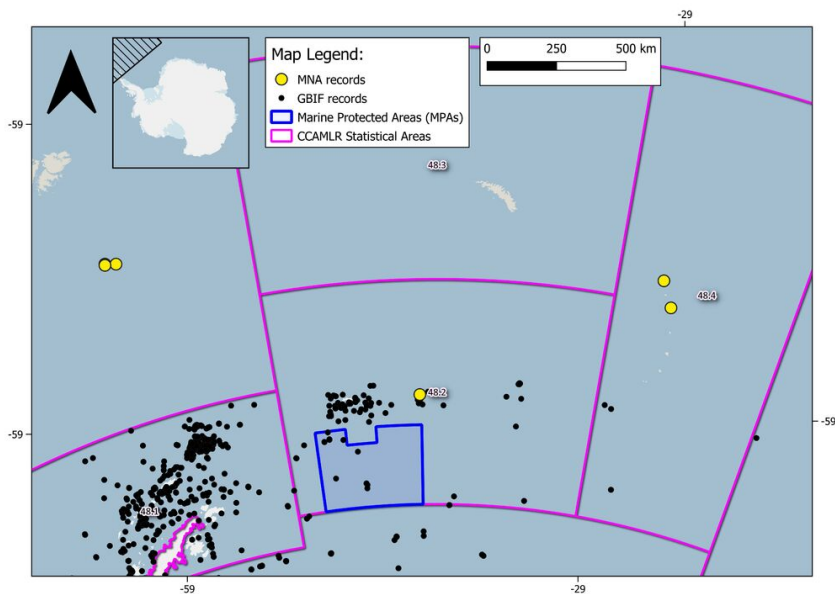 -29
Map Legend:
MNA records
GBIF records
Marine Protected Areas (MPAs)
CCAMLR Statistical Areas
0 250 500 km
-59
48.3
48.4
48.2
-59
-59
48.1
-59
-29